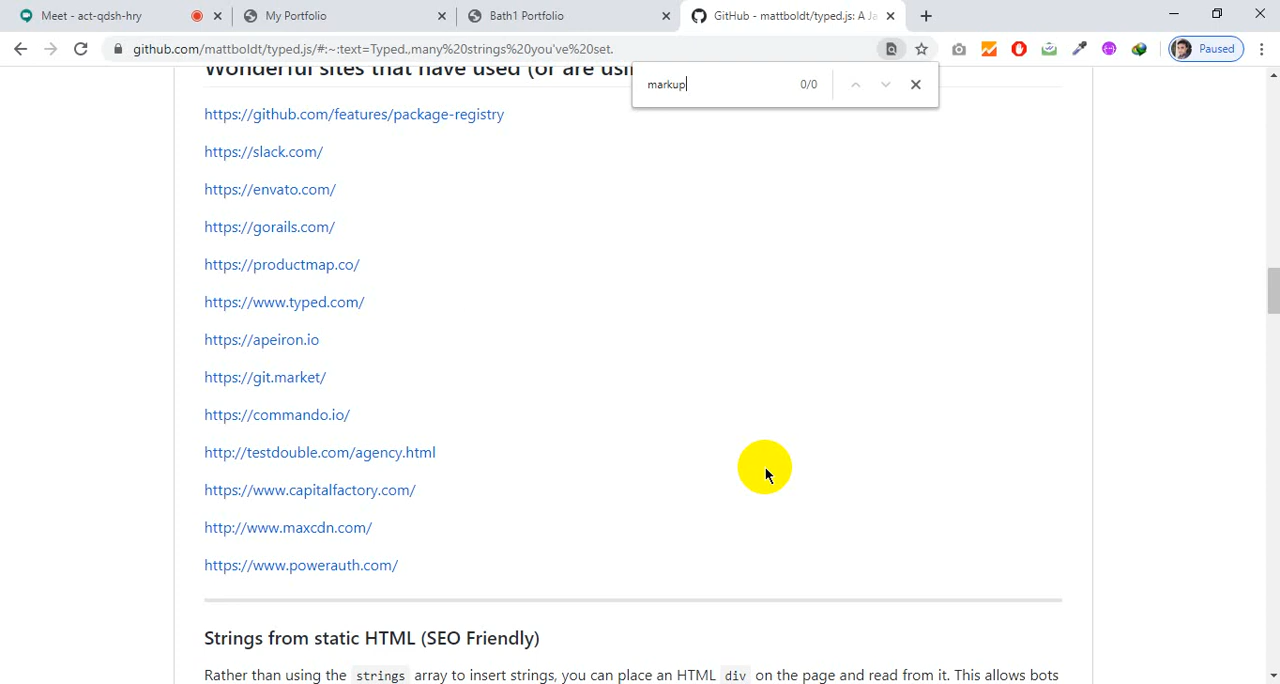 Meet - act-qdsh-hry
My Portfolio
Bath1 Portfolio
GitHub - mattboldt/typed.js: A Ja
github.com/mattboldt/typed.js/#:~:text=Typed.,many%20strings%20you've%20set.
Paused
Wonderful sites that have used (or are usi
markup
0/0
https://github.com/features/package-registry
https://slack.com/
https://envato.com/
https://gorails.com/
https://productmap.co/
https://www.typed.com/
https://apeiron.io
https://git.market/
https://commando.io/
http://testdouble.com/agency.html
https://www.capitalfactory.com/
http://www.maxcdn.com/
https://www.powerauth.com/
Strings from static HTML (SEO Friendly)
Rather than using the strings array to insert strings, you can place an HTML div on the page and read from it. This allows bots